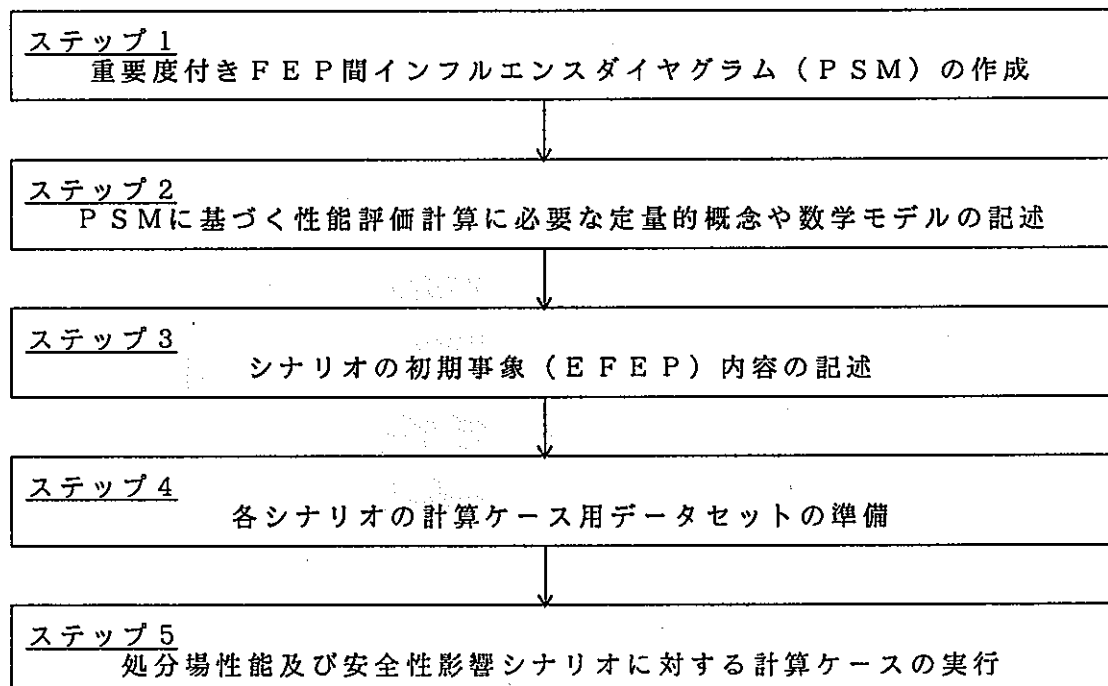 ステップ1
重要度付きFEP間インフルエンスダイヤグラム(PSM)の作成
ステップ2
PSMに基づく性能評価計算に必要な定量的概念や数学モデルの記述
ステップ3
シナリオの初期事象(EFEP)内容の記述
ステップ4
各シナリオの計算ケース用データセットの準備
ステップ5
処分場性能及び安全性影響シナリオに対する計算ケースの実行